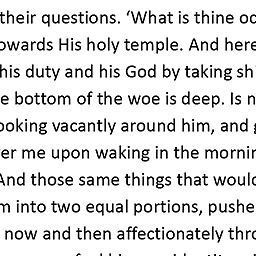 their questions. ‘What is thine
owards His holy temple. And here
his duty and his God by taking
bottom of the woe is deep. Is
ooking vacantly around him, and
me upon waking in the
And those same things that
into two equal portions,
now and then affectionately